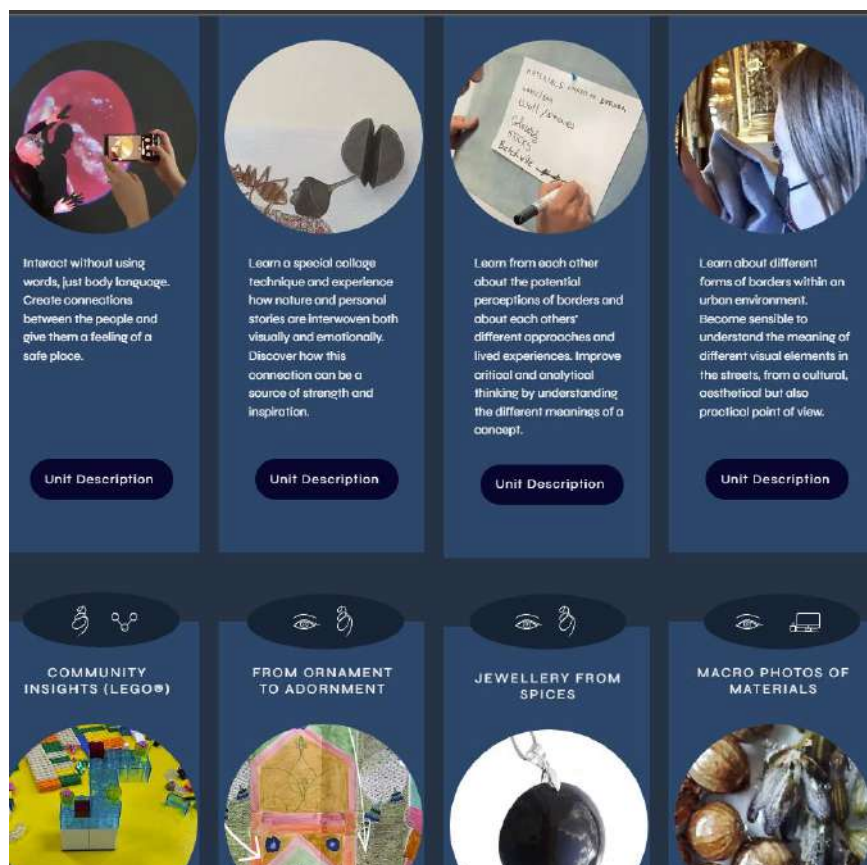 Interact without using
words, just body language.
Create connections
between the people and
give them a feeling of a
safe place.
Unit Description
Learn a special collage
technique and experience
how nature and personal
stories are interwoven both
visually and emotionally.
Discover how this
connection can be a
source of strength and
inspiration.
Unit Description
Wall / fences
Learn from each other
about the potential
perceptions of borders and
about each others'
different approaches and
lived experiences. Improve
critical and analytical
thinking by understanding
the different meanings of a
concept.
Unit Description
Learn about different
forms of borders within an
urban environment.
Become sensible to
understand the meaning of
different visual elements in
the streets, from a cultural,
aesthetical but also
practical point of view.
Unit Description
COMMUNITY
INSIGHTS (LEGO®)
FROM ORNAMENT
TO ADORNMENT
JEWELLERY FROM
SPICES
MACRO PHOTOS OF
MATERIALS